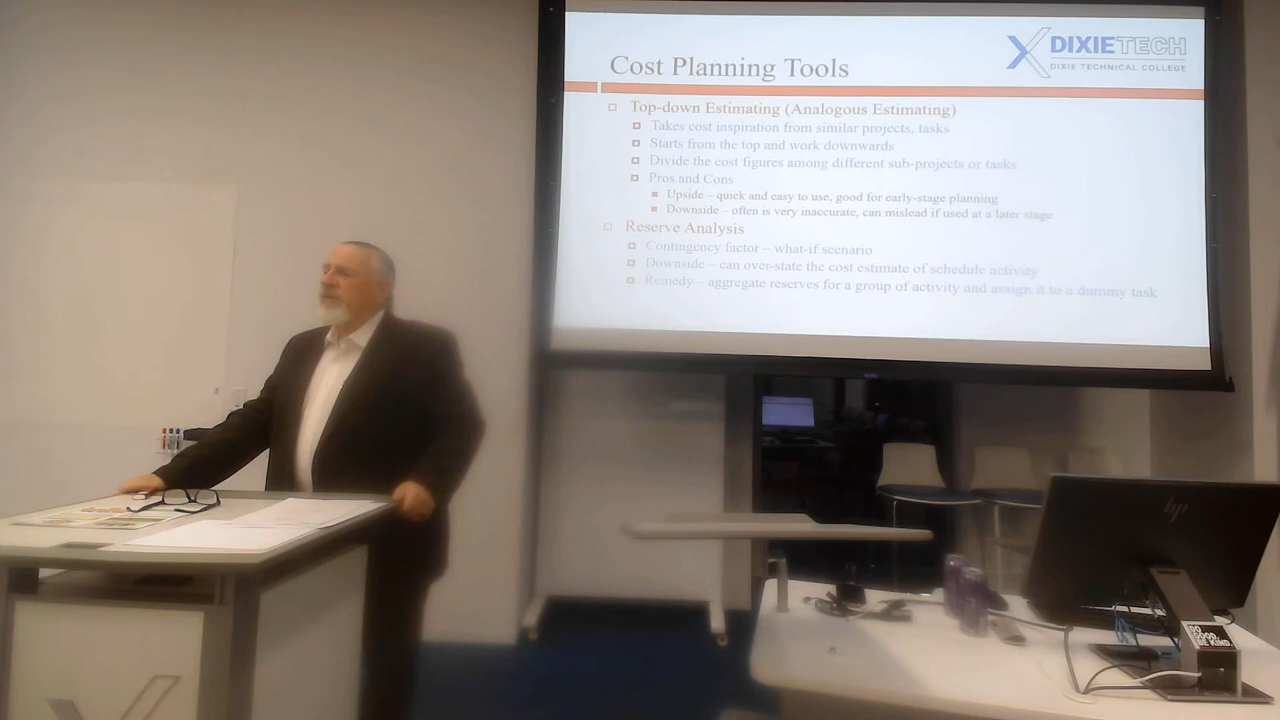 DIXIETECH
DIXIE TECHNICAL COLLEGE
Cost Planning Tools
Top-down Estimating (Analogous Estimating)
Takes cost inspiration from similar projects, tasks
Starts from the top and work downwards
Divide the cost figures among different sub-projects or tasks
Pros and Cons
Upside – quick and easy to use, good for early-stage planning
Downside – often is very inaccurate, can mislead if used at a later stage
Reserve Analysis
Contingency factor – what-if scenario
Downside – can over-state the cost estimate of schedule activity
Remedy – aggregate reserves for a group of activity and assign it to a dummy task
hp
DO
GOOD.
BE KIND.